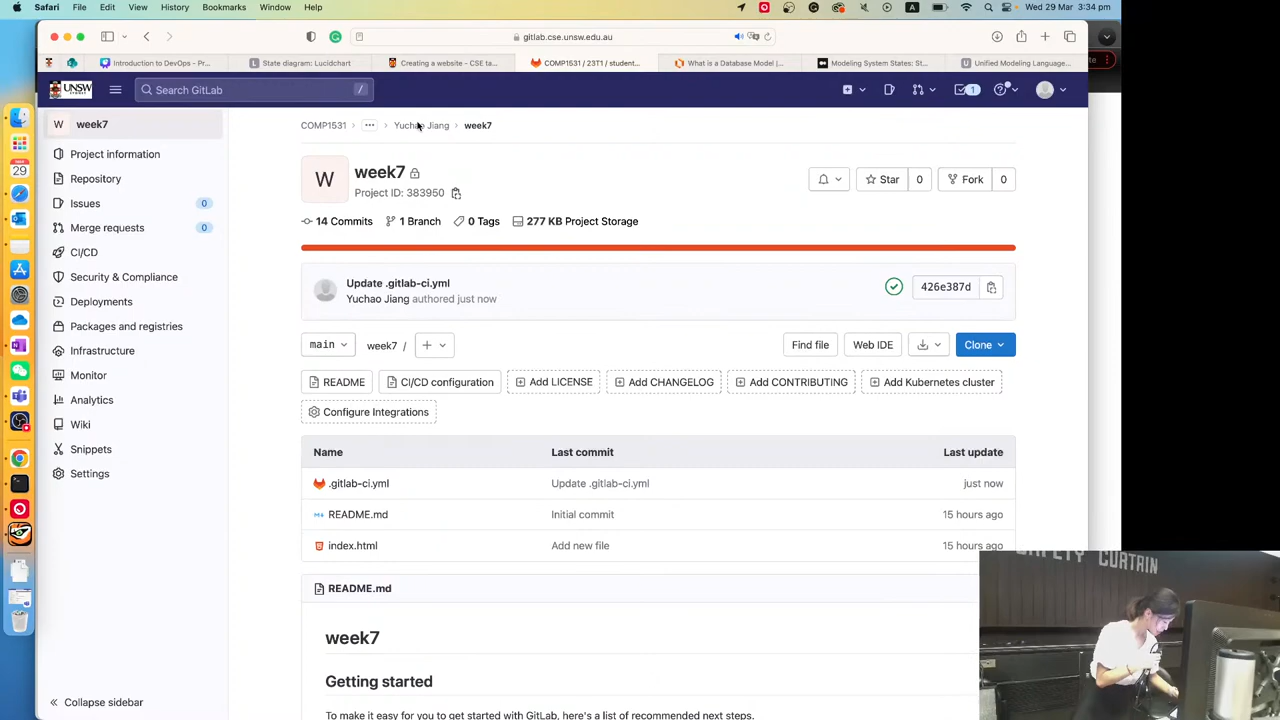 Safari File Edit View History Bookmarks Window Help
A
Wed 29 Mar 3:34 pm
gitlab.cse.unsw.edu.au
Introduction to DevOps - Pr...
State diagram: Lucidchart
Creating a website – CSE ta...
COMP1531 / 23T1 / student...
What is a Database Model |...
Modeling System States: St...
Unified Modeling Language...
UNSW
SYDNEY
Search GitLab /
1
W week7
Project information
Repository
Issues 0
Merge requests 0
CI/CD
Security & Compliance
Deployments
Packages and registries
Infrastructure
Monitor
Analytics
Wiki
Snippets
Settings
Collapse sidebar
COMP1531 > ... > Yuchao Jiang > week7
W
week7
Project ID: 383950
Star 0
Fork 0
14 Commits 1 Branch 0 Tags 277 KB Project Storage
Update .gitlab-ci.yml
Yuchao Jiang authored just now
426e387d
main week7 / +
Find file Web IDE Clone
README CI/CD configuration Add LICENSE Add CHANGELOG Add CONTRIBUTING Add Kubernetes cluster
Configure Integrations
Name Last commit Last update
.gitlab-ci.yml Update .gitlab-ci.yml just now
README.md Initial commit 15 hours ago
index.html Add new file 15 hours ago
README.md
week7
Getting started
To make it easy for you to get started with GitLab, here's a list of recommended next steps.
SAFETY CURTAIN